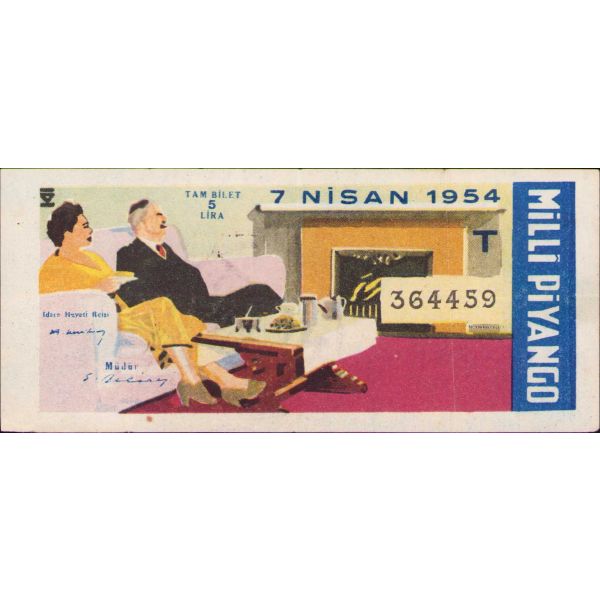 TAM BİLET
5
LİRA
7 NİSAN 1954
T
364459
İdare Heyeti Reisi
Müdür
MİLLİ PİYANGO